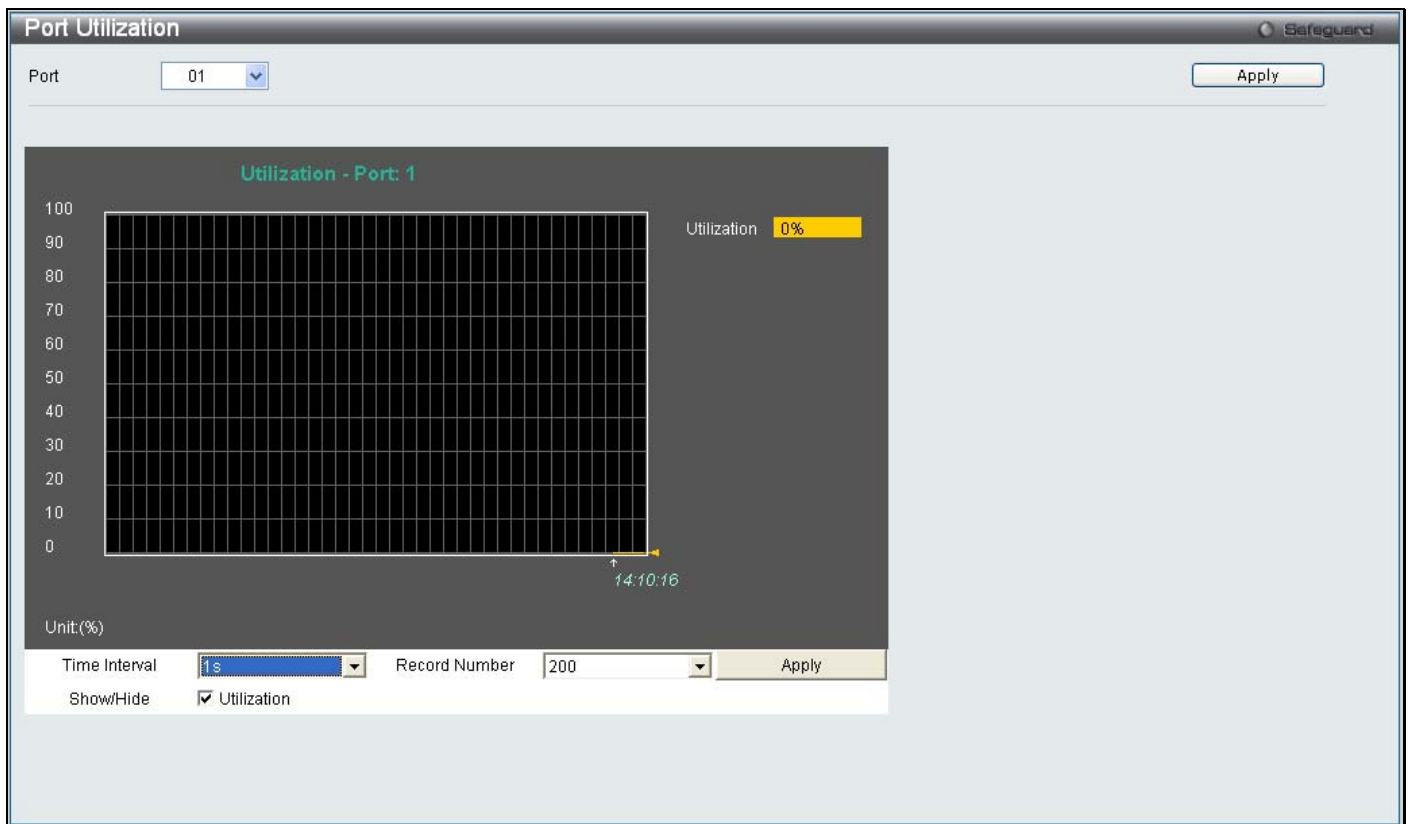 Port Utilization
Safeguard
Port 01
Apply
Utilization - Port: 1
100
Utilization 0%
90
80
70
60
50
40
30
20
10
0
14:10:16
Unit:(%)
Time Interval 1s Record Number 200 Apply
Show/Hide Utilization